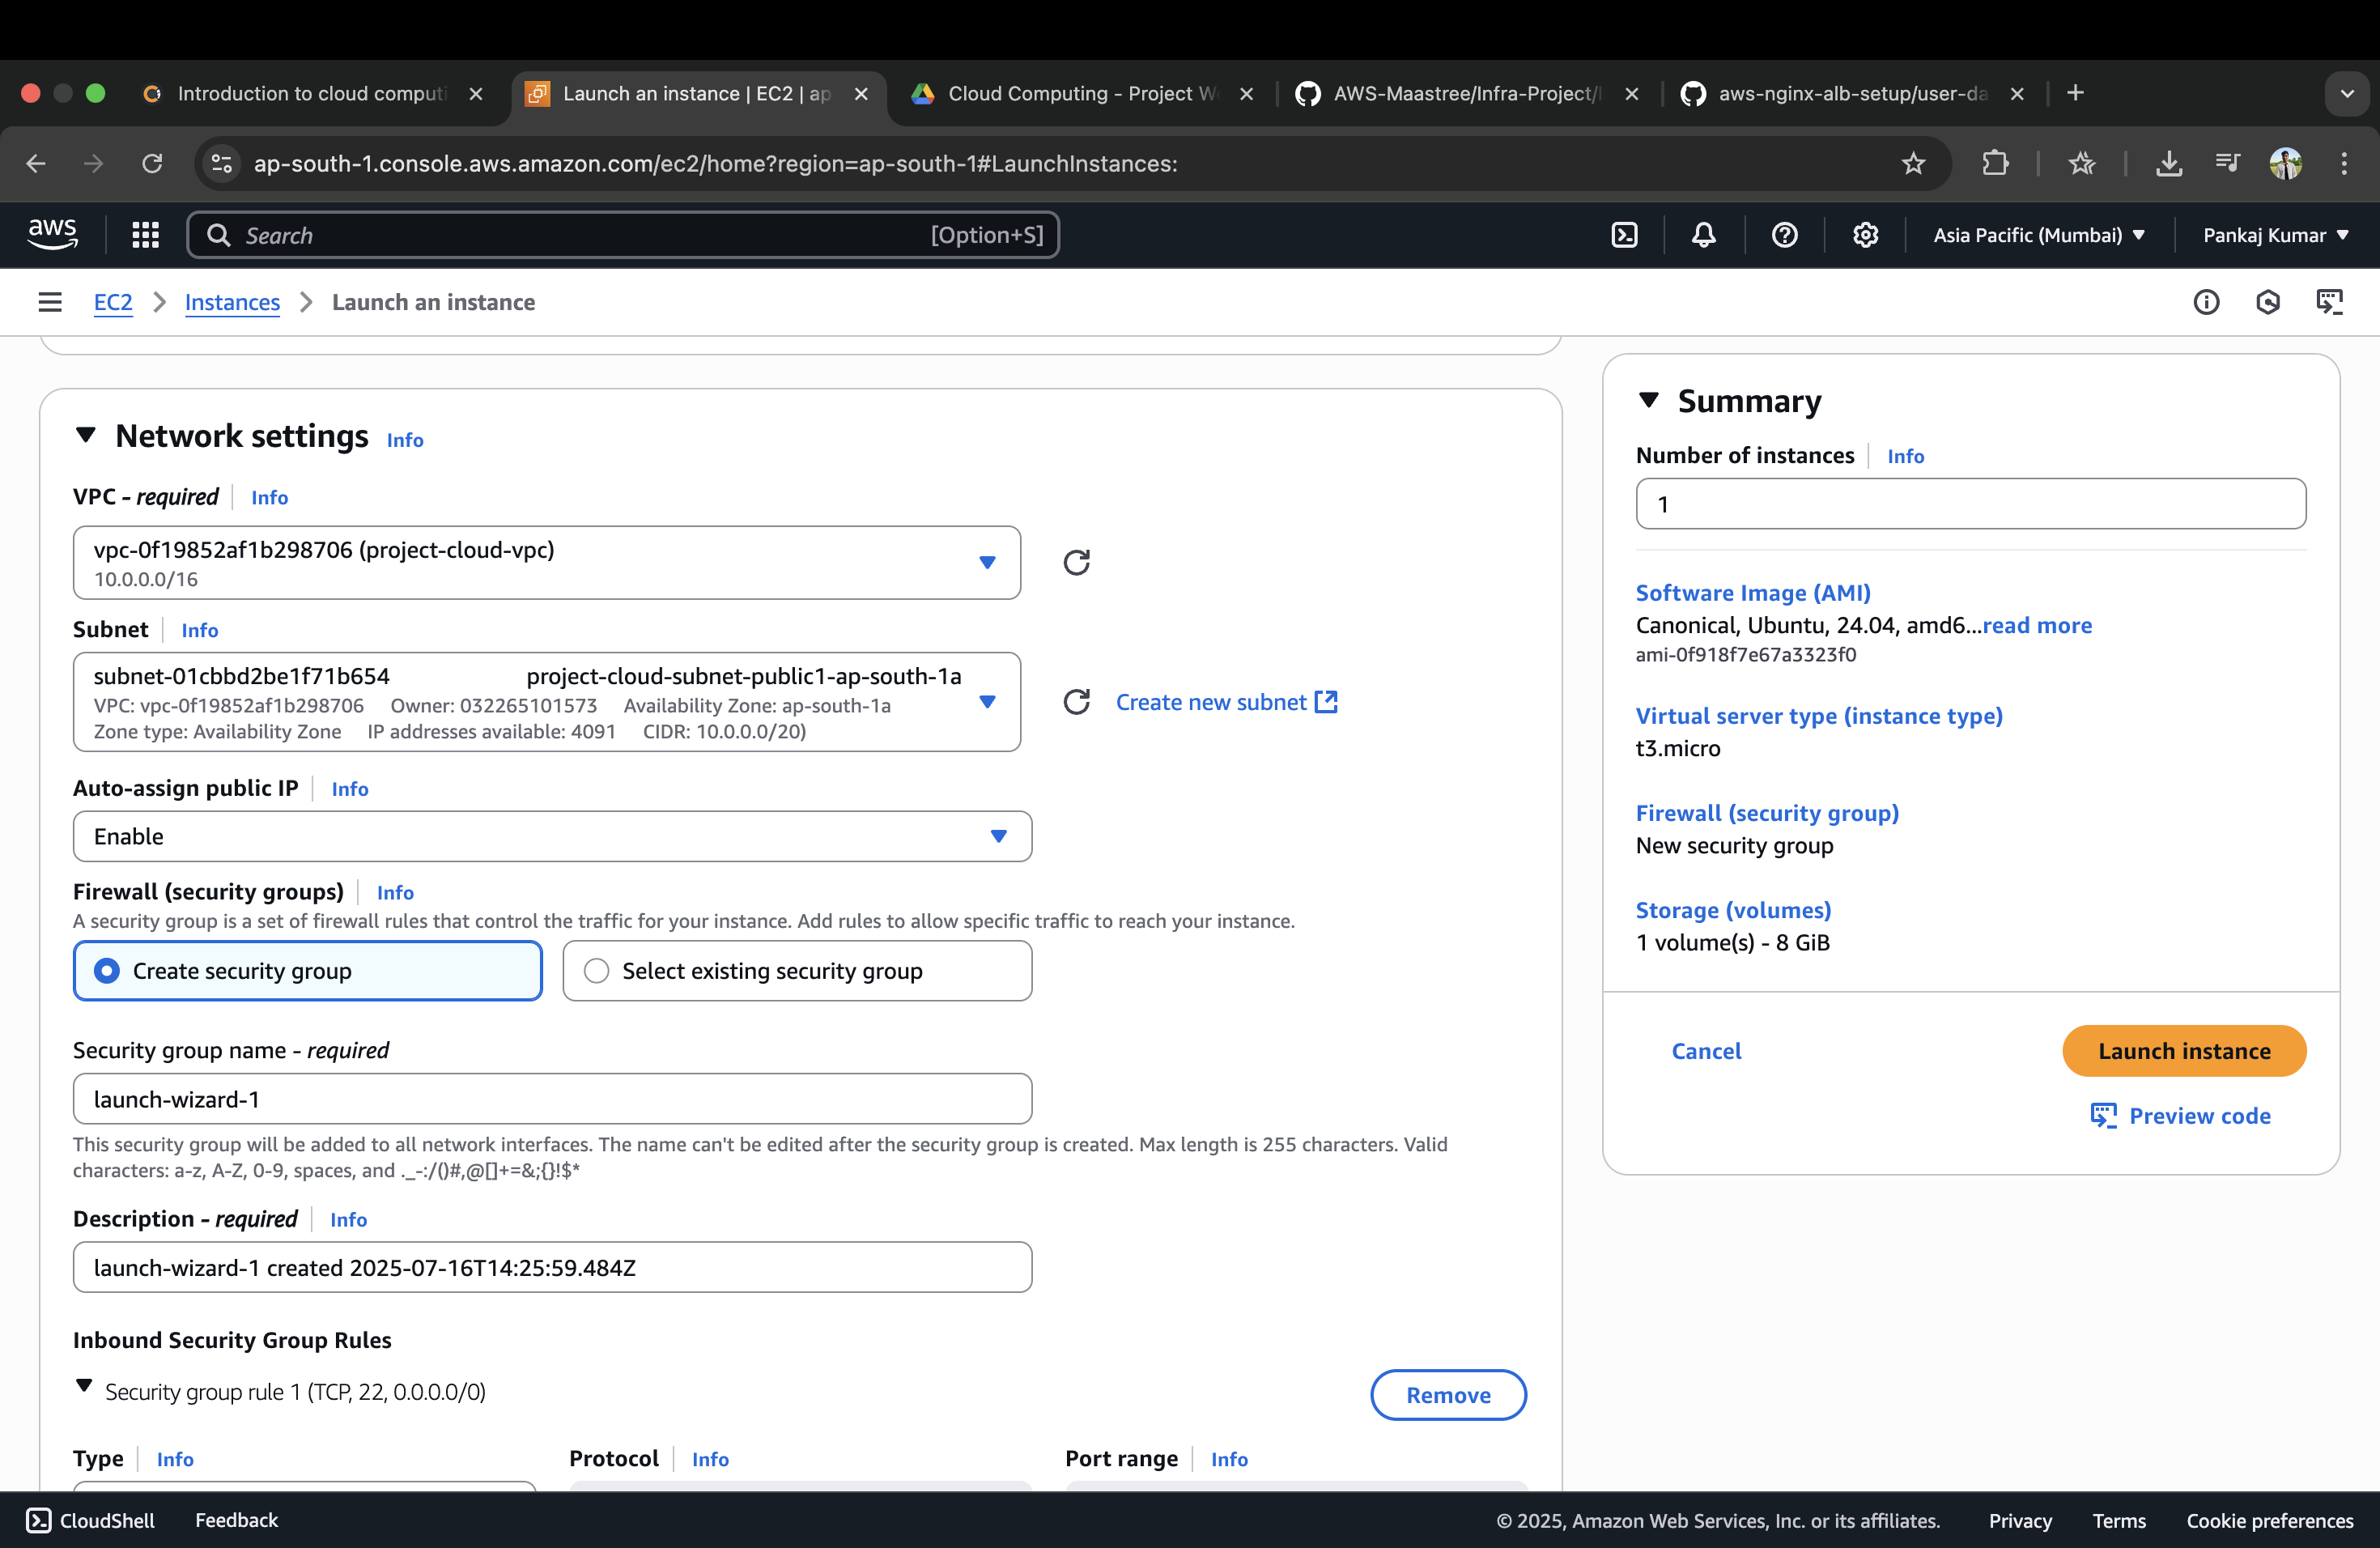 Introduction to cloud computi
Launch an instance | EC2 | ap
Cloud Computing - Project W
AWS-Maastree/Infra-Project/
aws-nginx-alb-setup/user-da
ap-south-1.console.aws.amazon.com/ec2/home?region=ap-south-1#LaunchInstances:
aws
Search
[Option+S]
Asia Pacific (Mumbai)
Pankaj Kumar
EC2
Instances
Launch an instance
Network settings Info
VPC - required Info
vpc-0f19852af1b298706 (project-cloud-vpc)
10.0.0.0/16
Subnet Info
subnet-01cbbd2be1f71b654 project-cloud-subnet-public1-ap-south-1a
VPC: vpc-0f19852af1b298706 Owner: 032265101573 Availability Zone: ap-south-1a
Zone type: Availability Zone IP addresses available: 4091 CIDR: 10.0.0.0/20)
Create new subnet
Auto-assign public IP Info
Enable
Firewall (security groups) Info
A security group is a set of firewall rules that control the traffic for your instance. Add rules to allow specific traffic to reach your instance.
Create security group
Select existing security group
Security group name - required
launch-wizard-1
This security group will be added to all network interfaces. The name can't be edited after the security group is created. Max length is 255 characters. Valid
characters: a-z, A-Z, 0-9, spaces, and ._-:/()#,@[]+=&;{}!$*
Description - required Info
launch-wizard-1 created 2025-07-16T14:25:59.484Z
Inbound Security Group Rules
Security group rule 1 (TCP, 22, 0.0.0.0/0)
Remove
Type Info
Protocol Info
Port range Info
Summary
Number of instances Info
1
Software Image (AMI)
Canonical, Ubuntu, 24.04, amd6...read more
ami-0f918f7e67a3323f0
Virtual server type (instance type)
t3.micro
Firewall (security group)
New security group
Storage (volumes)
1 volume(s) - 8 GiB
Cancel
Launch instance
Preview code
CloudShell
Feedback
© 2025, Amazon Web Services, Inc. or its affiliates.
Privacy
Terms
Cookie preferences